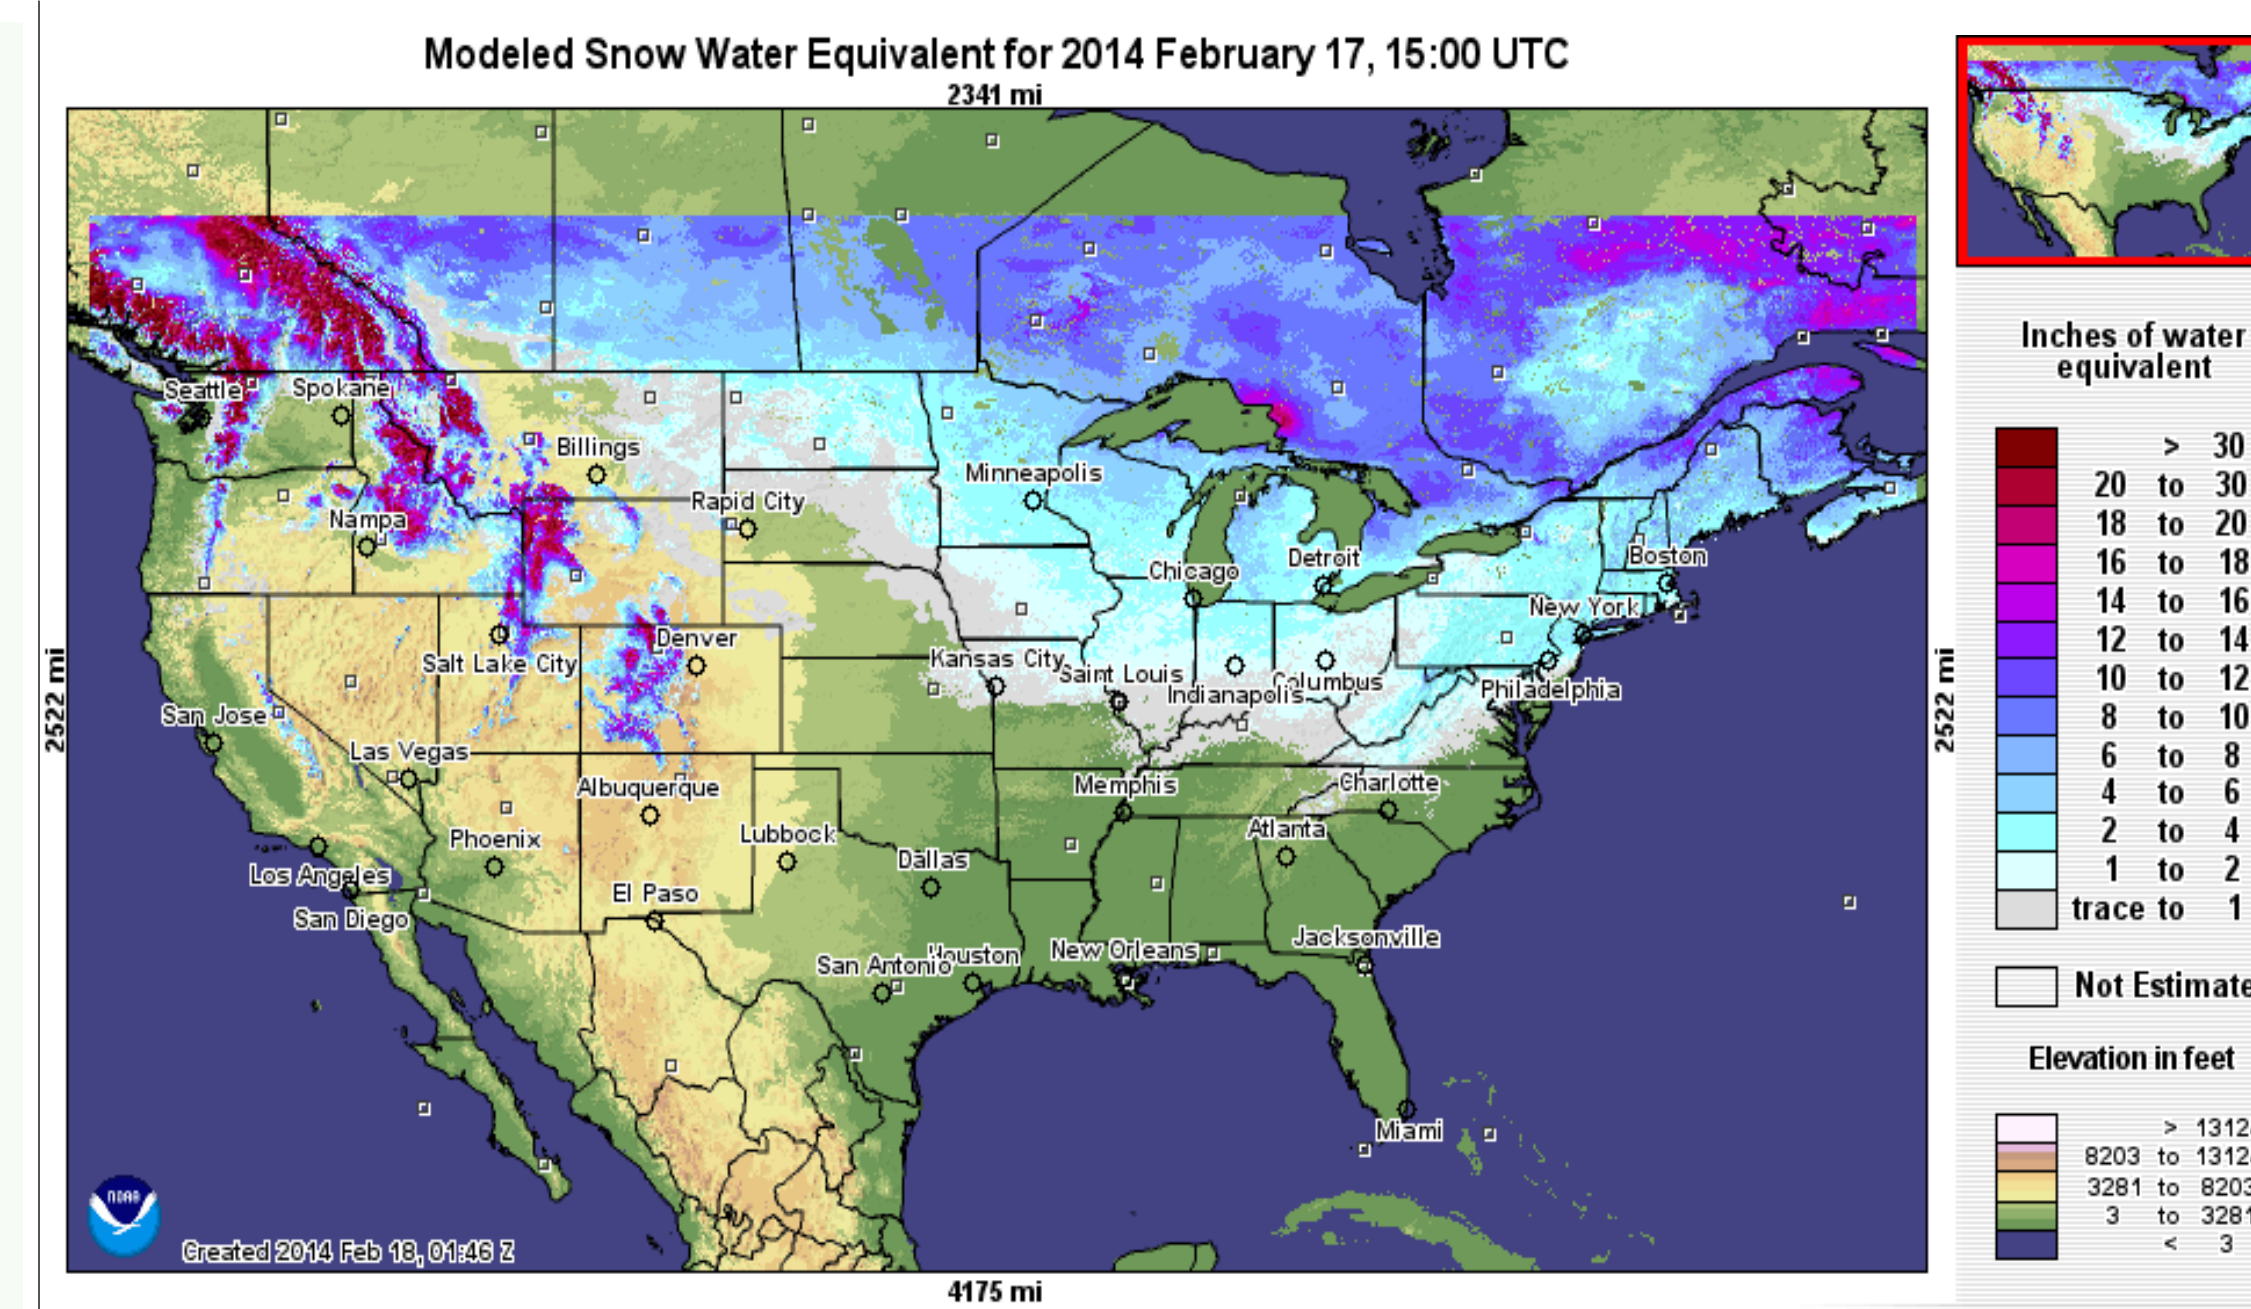 Modeled Snow Water Equivalent for 2014 February 17, 15:00 UTC
2341 mi
2522 mi
Seattle
Spokane
Billings
Minneapolis
Rapid City
Nampa
Chicago
Detroit
Boston
New York
Salt Lake City
Denver
Kansas City
Saint Louis
Indianapolis
Columbus
Philadelphia
San Jose
Las Vegas
Albuquerque
Memphis
Charlotte
Phoenix
Lubbock
Dallas
Atlanta
Los Angeles
San Diego
El Paso
San Antonio
Houston
New Orleans
Jacksonville
Miami
NOAA
Created 2014 Feb 18, 01:46 Z
4175 mi
2522 mi
Inches of water
equivalent
> 30
20 to 30
18 to 20
16 to 18
14 to 16
12 to 14
10 to 12
8 to 10
6 to 8
4 to 6
2 to 4
1 to 2
trace to 1
Not Estimate
Elevation in feet
> 1312
8203 to 1312
3281 to 8203
3 to 3281
< 3